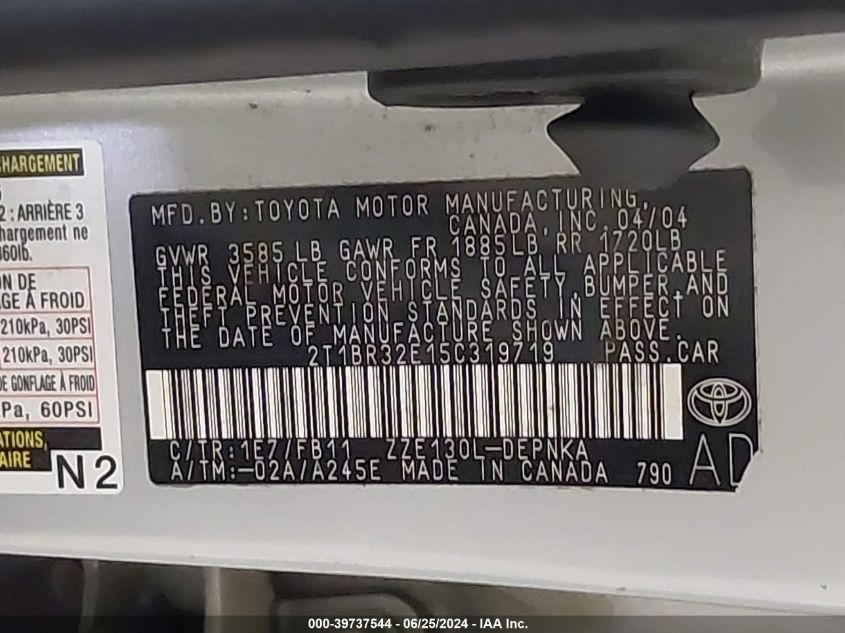 CHARGEMENT
2 : ARRIÈRE 3
chargement ne
860lb.
ON DE
GE À FROID
210kPa, 30PSI
210kPa, 30PSI
DE GONFLAGE À FROID
Pa, 60PSI
ATIONS,
AIRE
N2
MFD.BY:TOYOTA MOTOR MANUFACTURING,
CANADA,INC.04/04
GVWR 3585 LB GAWR FR 1885LB RR 1720LB
THIS VEHICLE CONFORMS TO ALL APPLICABLE
FEDERAL MOTOR VEHICLE SAFETY,BUMPER,AND
THEFT PREVENTION STANDARDS IN EFFECT ON
THE DATE OF MANUFACTURE SHOWN ABOVE.
2T1BR32E15C319719 PASS.CAR
C/TR:1E7/FB11 ZZE130L-DEPNKA
A/TM:-02A/A245E MADE IN CANADA 790 AD
000-39737544 / 06/25/2024 - IAA Inc.